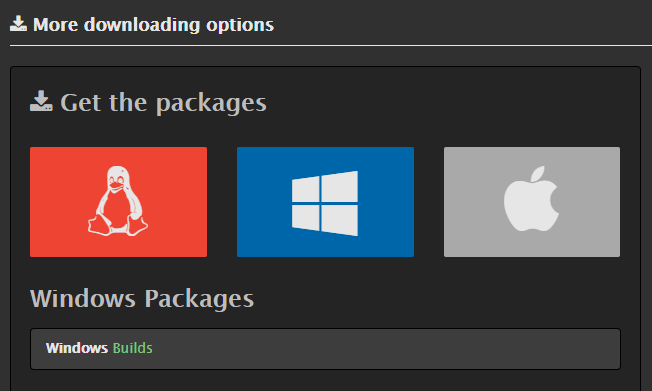 More downloading options
Get the packages
Windows Packages
Windows Builds